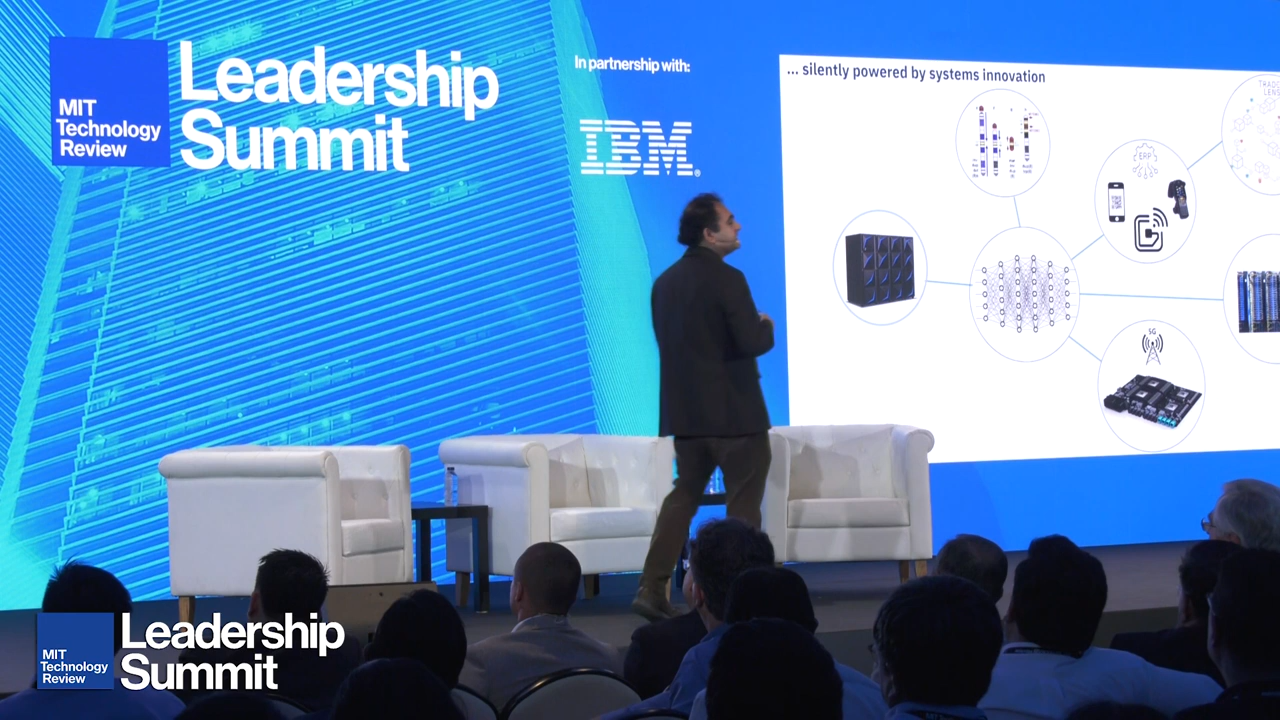 MIT
Technology
Review
Leadership
Summit
In partnership with:
IBM®
... silently powered by systems innovation
ERP
5G
MIT
Technology
Review
Leadership
Summit